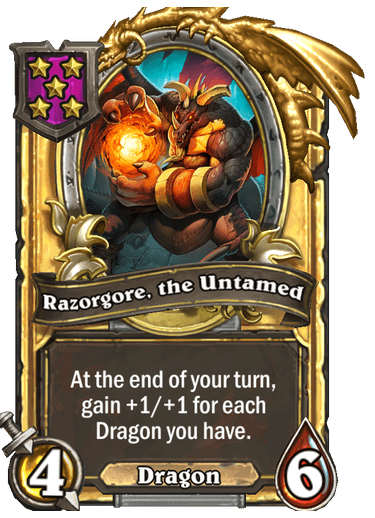 Razorgore, the Untamed
At the end of your turn,
gain +1/+1 for each
Dragon you have.
4
Dragon
6